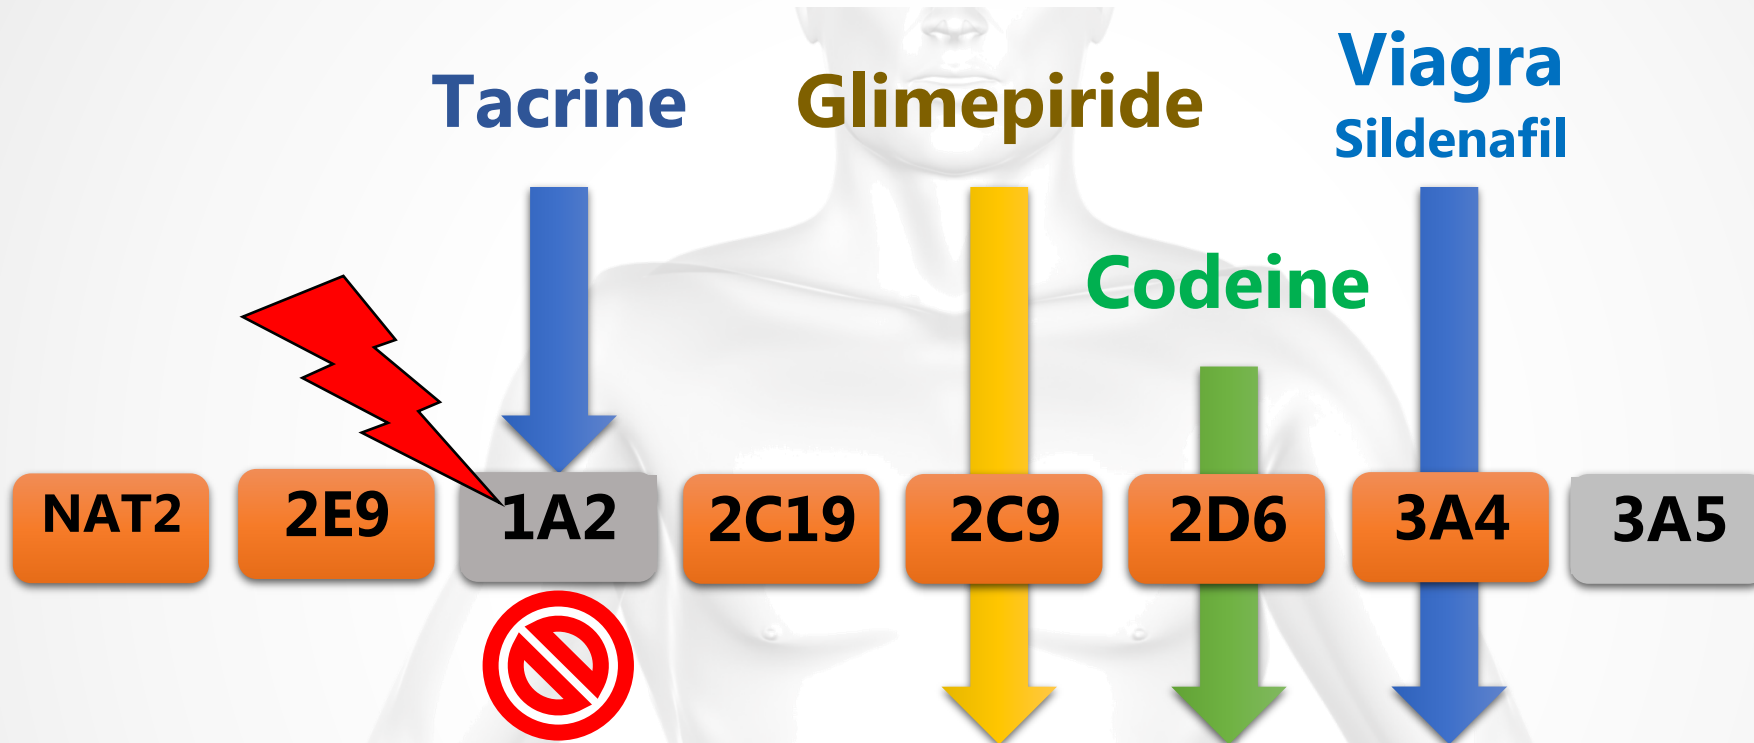 Tacrine
Glimepiride
Viagra
Sildenafil
Codeine
NAT2
2E9
1A2
2C19
2C9
2D6
3A4
3A5